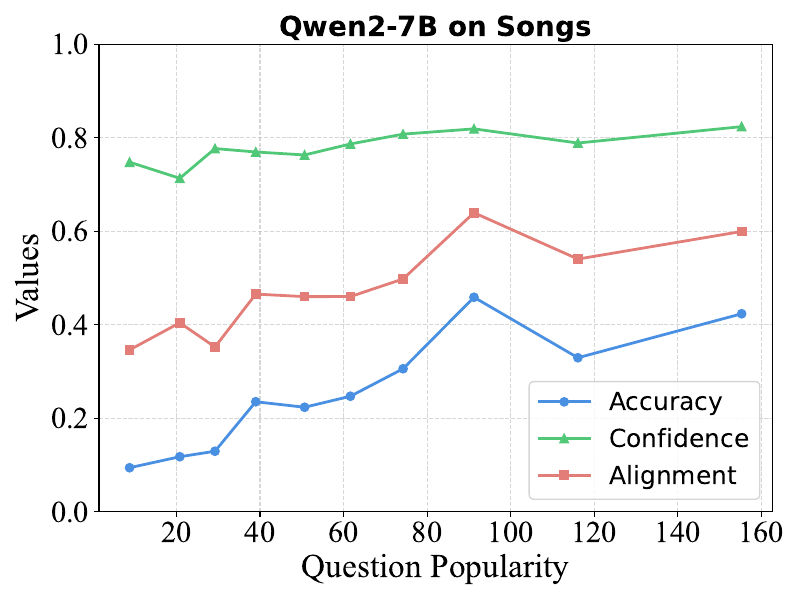 Qwen2-7B on Songs
1.0
0.8
0.6
0.4
0.2
0.0
Values
20 40 60 80 100 120 140 160
Question Popularity
Accuracy
Confidence
Alignment